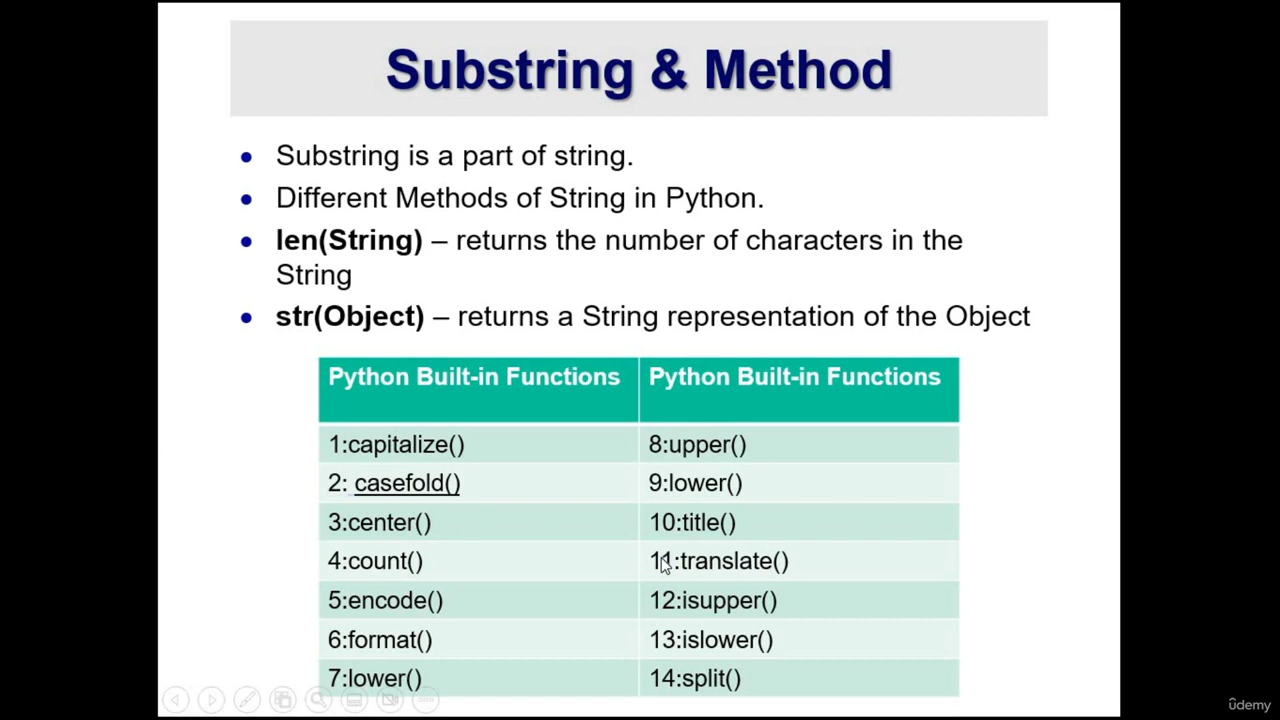 Substring & Method
Substring is a part of string.
Different Methods of String in Python.
len(String) – returns the number of characters in the
String
str(Object) – returns a String representation of the Object
Python Built-in Functions
Python Built-in Functions
1:capitalize()
8:upper()
2: casefold()
9:lower()
3:center()
10:title()
4:count()
11:translate()
5:encode()
12:isupper()
6:format()
13:islower()
7:lower()
14:split()
ûdemy